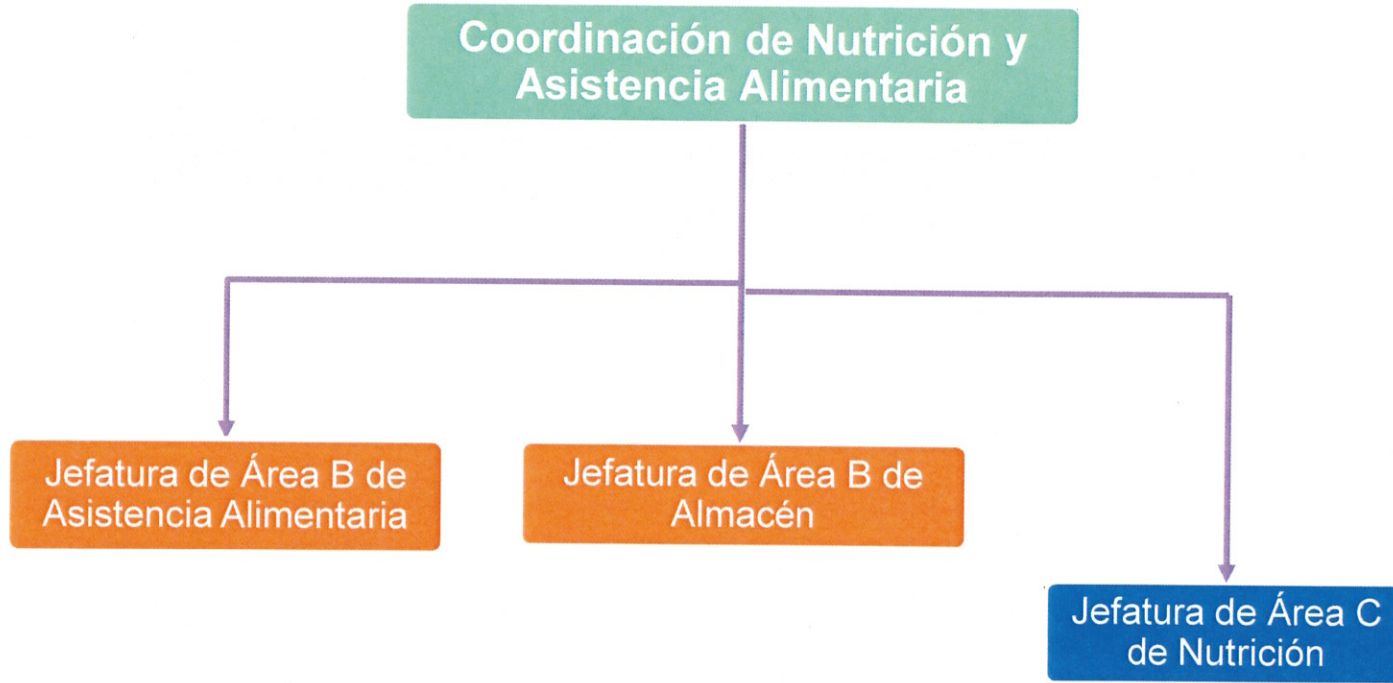 Coordinación de Nutrición y
Asistencia Alimentaria
Jefatura de Área B de
Asistencia Alimentaria
Jefatura de Área B de
Almacén
Jefatura de Área C
de Nutrición